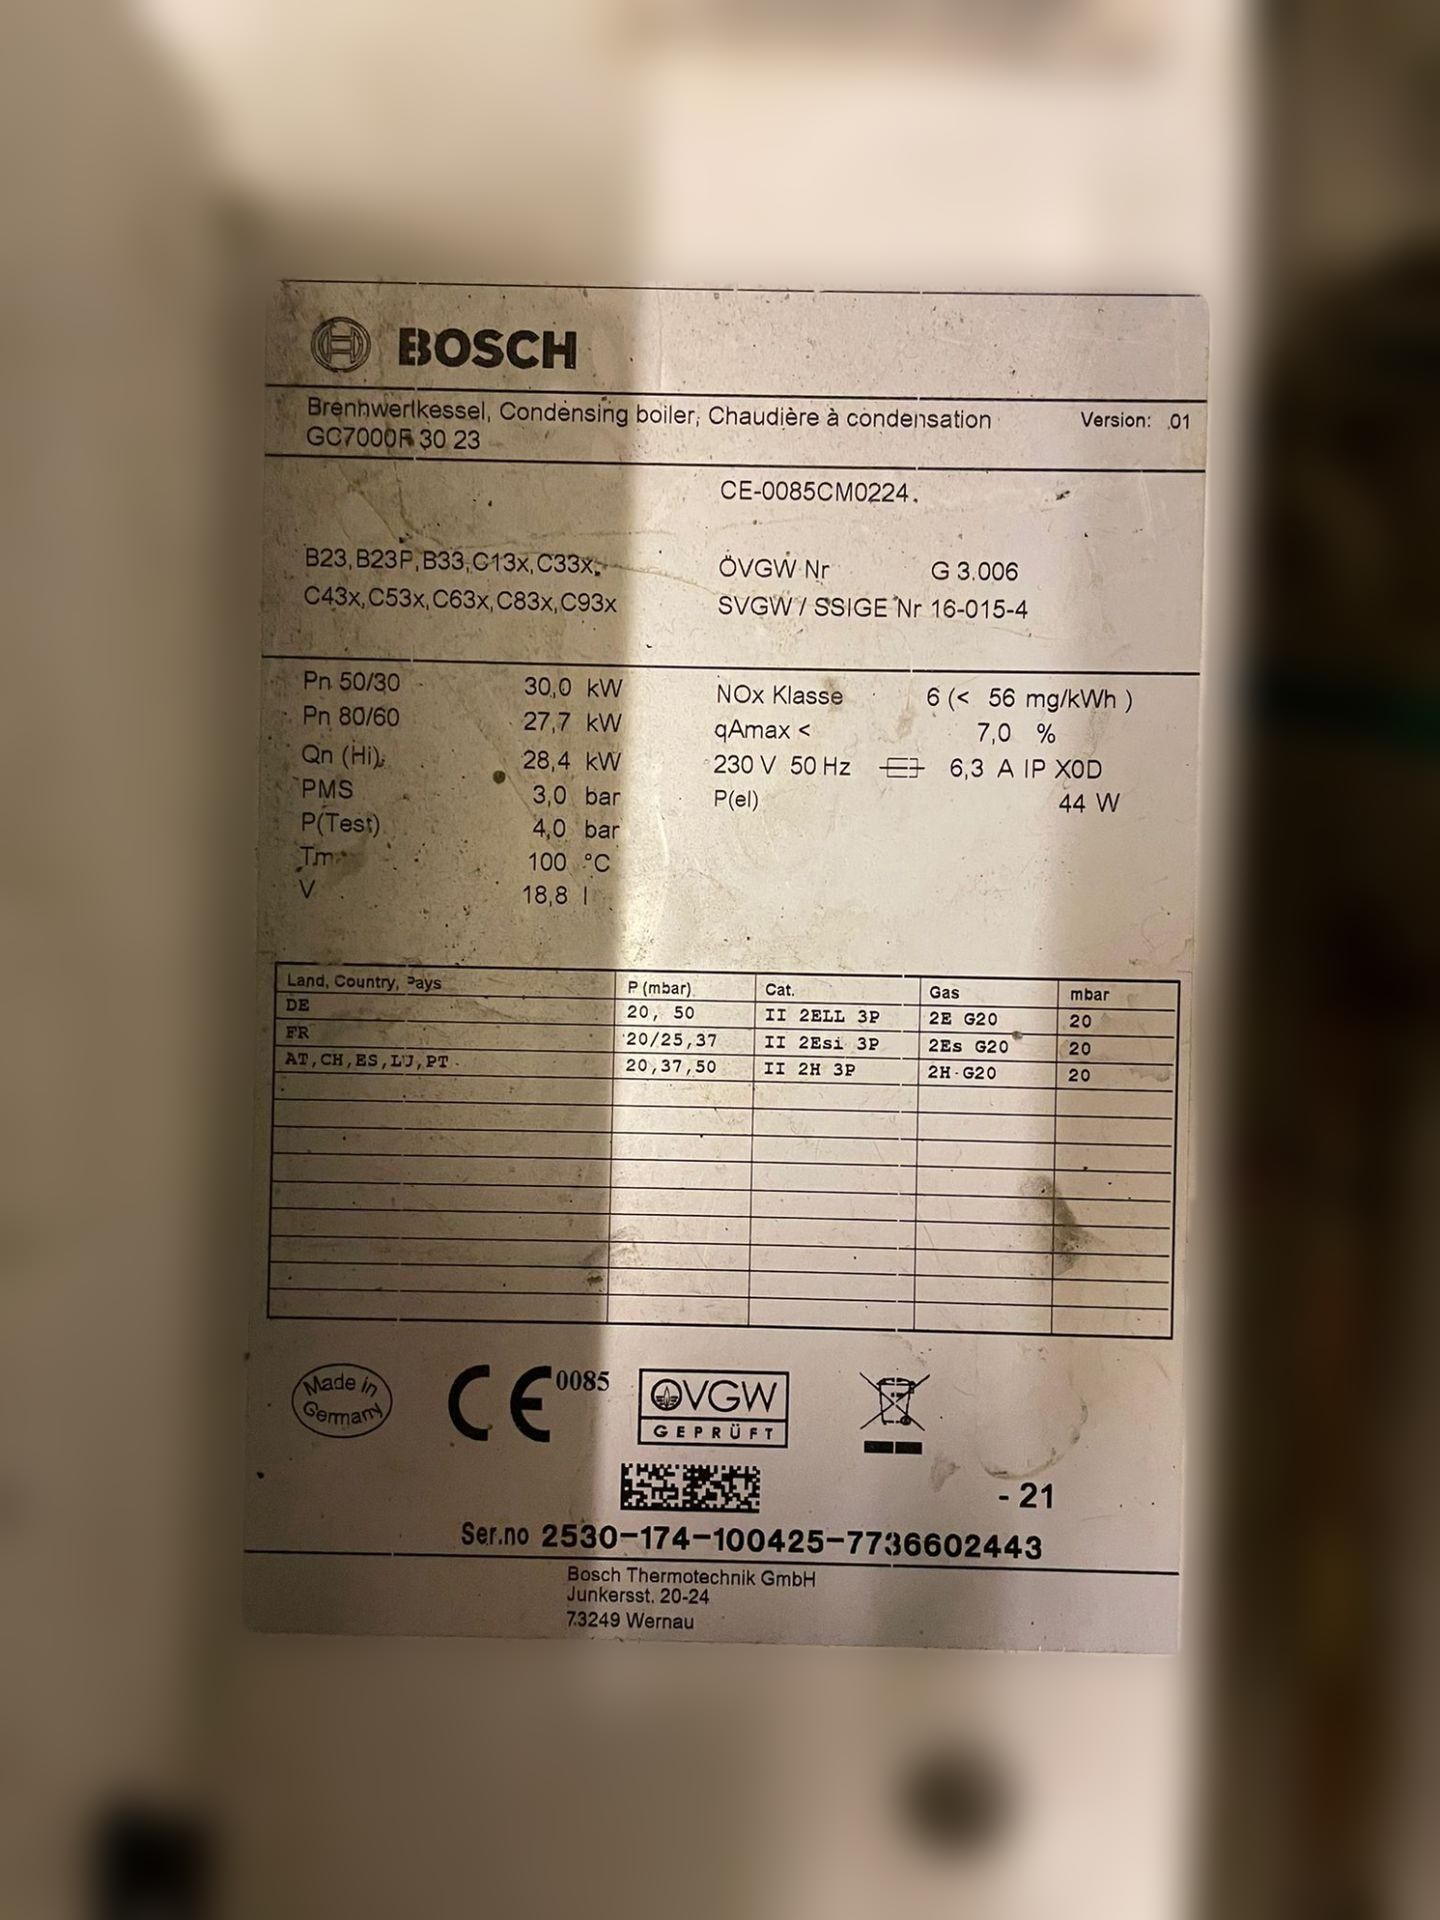 BOSCH
Brennwertkessel, Condensing boiler, Chaudière à condensation Version: 01
GC7000F 30 23
CE-0085CM0224
B23, B23P, B33, C13x, C33x, ÖVGW Nr G 3.006
C43x, C53x, C63x, C83x, C93x SVGW / SSIGE Nr 16-015-4
Pn 50/30 30,0 kW NOx Klasse 6 (< 56 mg/kWh )
Pn 80/60 27,7 kW qAmax < 7,0 %
Qn (Hi) 28,4 kW 230 V 50 Hz 6,3 A IP X0D
PMS 3,0 bar P(el) 44 W
P(Test) 4,0 bar
Tm 100 °C
V 18,8 l
Land, Country, Pays P (mbar) Cat. Gas mbar
DE 20, 50 II 2ELL 3P 2E G20 20
FR 20/25,37 II 2Esi 3P 2Es G20 20
AT,CH,ES,LU,PT 20,37,50 II 2H 3P 2H G20 20
Made in
Germany
CE 0085
ÖVGW
GEPRÜFT
- 21
Ser.no 2530-174-100425-7736602443
Bosch Thermotechnik GmbH
Junkersst. 20-24
73249 Wernau